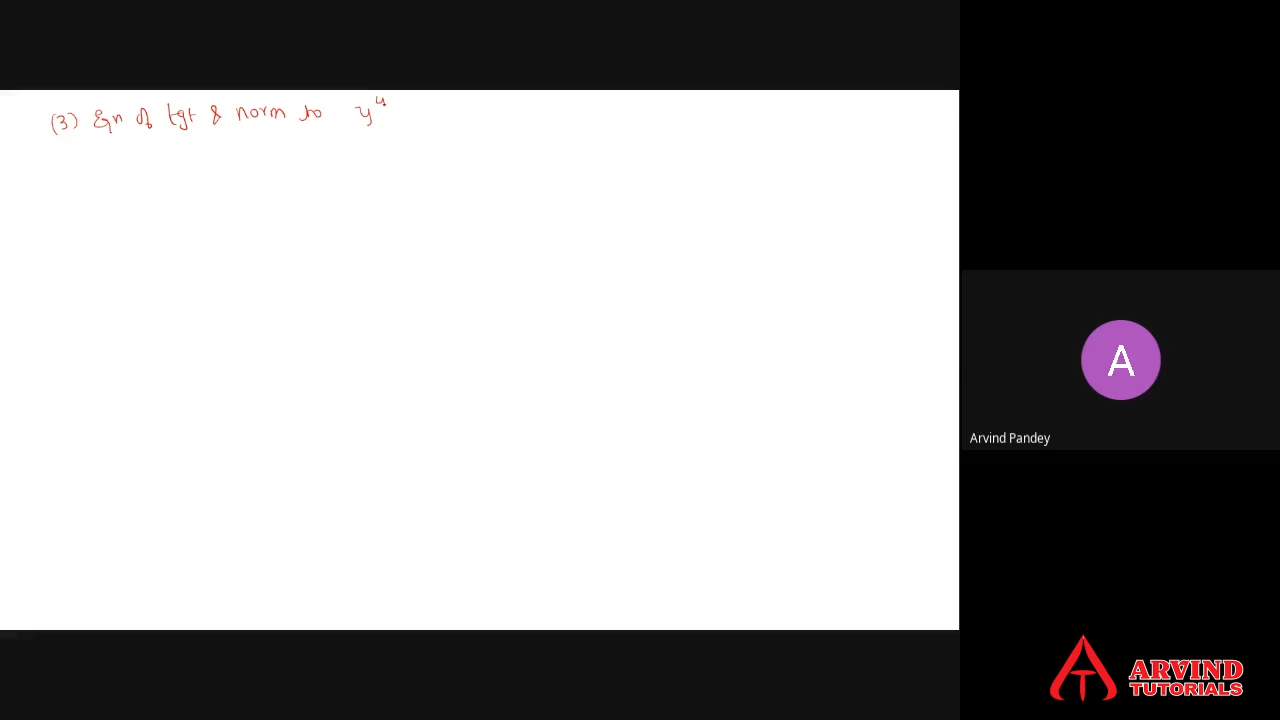 (3) Eqn of tgt & norm to y⁴
A
Arvind Pandey
ARVIND
TUTORIALS